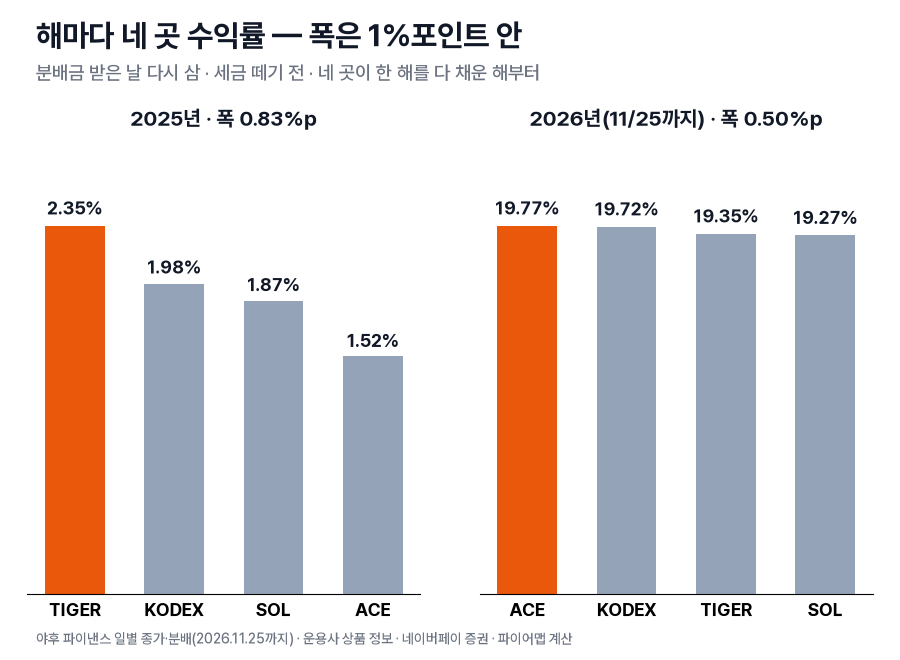 해마다 네 곳 수익률 — 폭은 1%포인트 안
분배금 받은 날 다시 삼 · 세금 떼기 전 · 네 곳이 한 해를 다 채운 해부터
2025년 · 폭 0.83%p
2.35%
1.98%
1.87%
1.52%
TIGER KODEX SOL ACE
2026년(11/25까지) · 폭 0.50%p
19.77%
19.72%
19.35%
19.27%
ACE KODEX TIGER SOL
야후 파이낸스 일별 종가·분배(2026.11.25까지) · 운용사 상품 정보 · 네이버페이 증권 · 파이어맵 계산